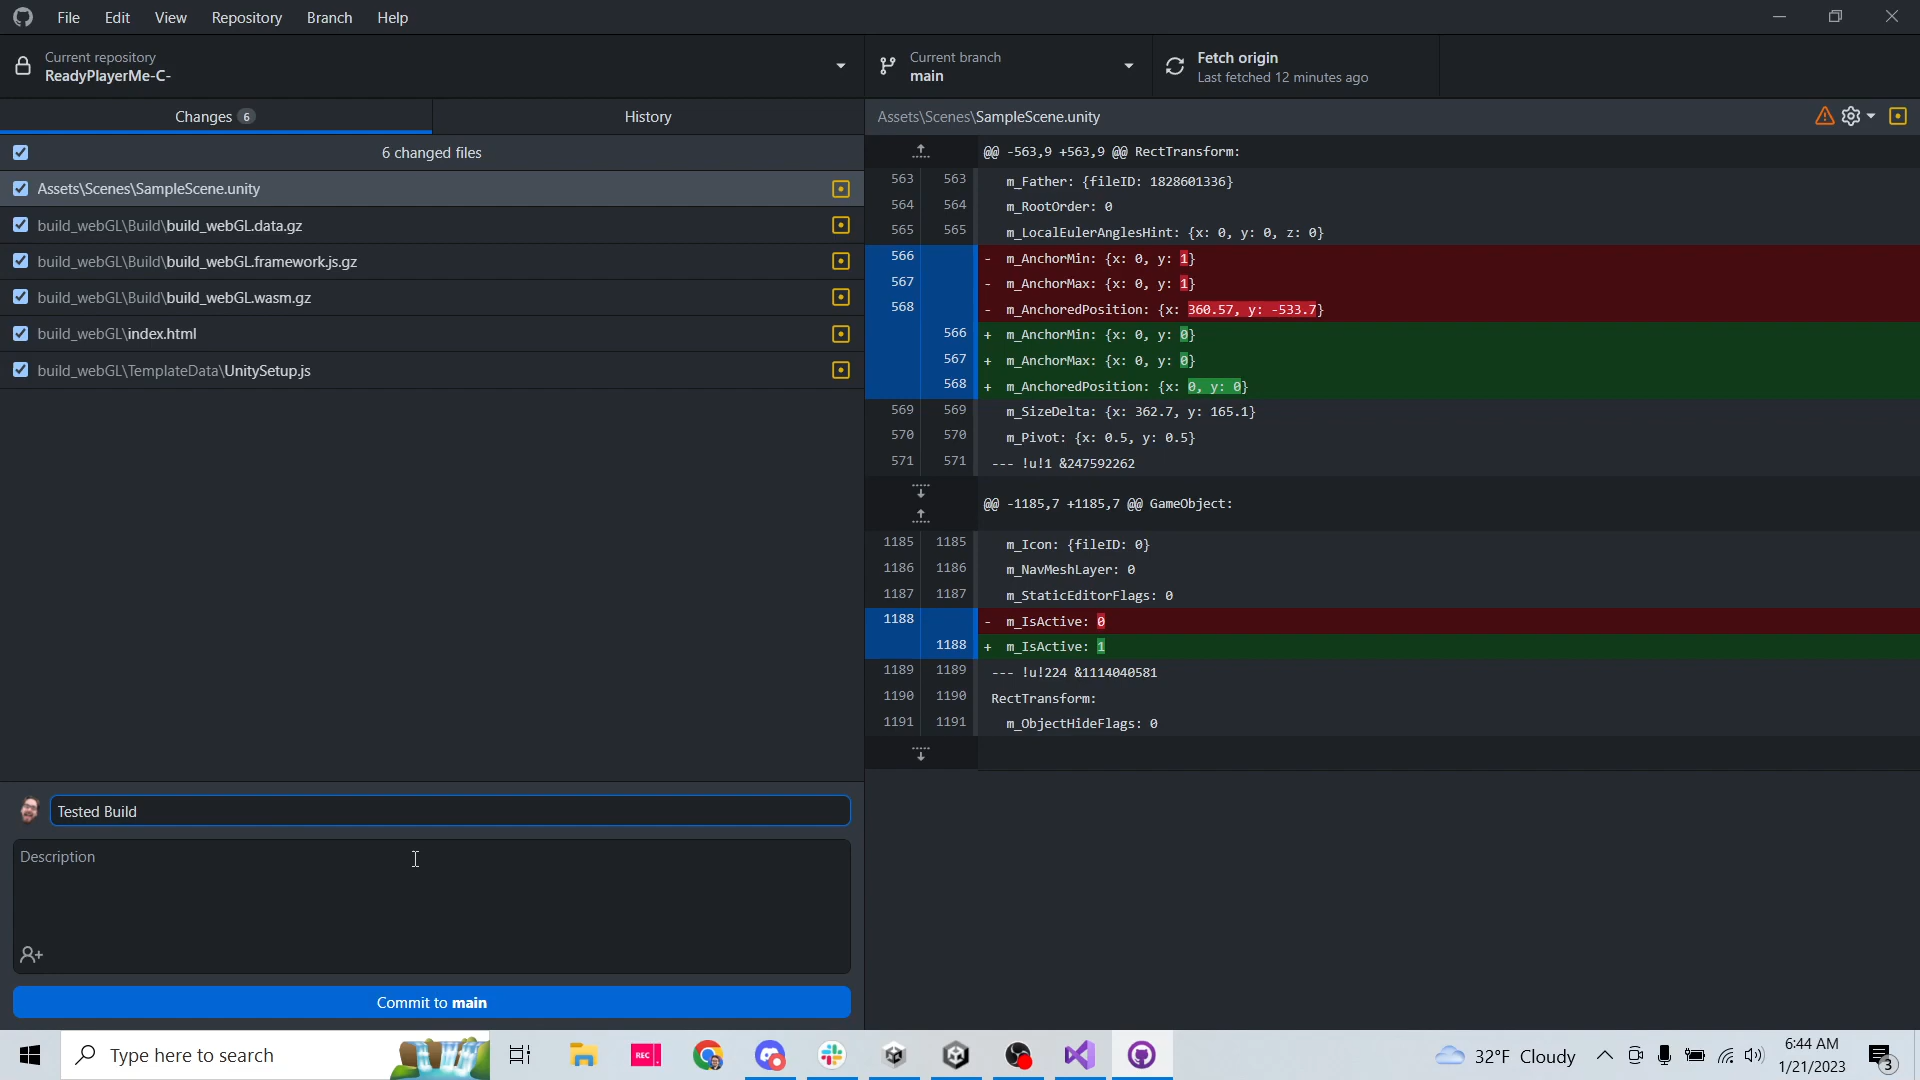 File Edit View Repository Branch Help
Current repository
ReadyPlayerMe-C-
Current branch
main
Fetch origin
Last fetched 12 minutes ago
Changes 6
History
6 changed files
Assets\Scenes\SampleScene.unity
build_webGL\Build\build_webGL.data.gz
build_webGL\Build\build_webGL.framework.js.gz
build_webGL\Build\build_webGL.wasm.gz
build_webGL\index.html
build_webGL\TemplateData\UnitySetup.js
Tested Build
Description
Commit to main
Assets\Scenes\SampleScene.unity
@@ -563,9 +563,9 @@ RectTransform:
563 563 m_Father: {fileID: 1828601336}
564 564 m_RootOrder: 0
565 565 m_LocalEulerAnglesHint: {x: 0, y: 0, z: 0}
566 - m_AnchorMin: {x: 0, y: 1}
567 - m_AnchorMax: {x: 0, y: 1}
568 - m_AnchoredPosition: {x: 360.57, y: -533.7}
566 + m_AnchorMin: {x: 0, y: 0}
567 + m_AnchorMax: {x: 0, y: 0}
568 + m_AnchoredPosition: {x: 0, y: 0}
569 569 m_SizeDelta: {x: 362.7, y: 165.1}
570 570 m_Pivot: {x: 0.5, y: 0.5}
571 571 --- !u!1 &247592262
@@ -1185,7 +1185,7 @@ GameObject:
1185 1185 m_Icon: {fileID: 0}
1186 1186 m_NavMeshLayer: 0
1187 1187 m_StaticEditorFlags: 0
1188 - m_IsActive: 0
1188 + m_IsActive: 1
1189 1189 --- !u!224 &1114040581
1190 1190 RectTransform:
1191 1191 m_ObjectHideFlags: 0
Type here to search
REC
32°F Cloudy
6:44 AM
1/21/2023
3